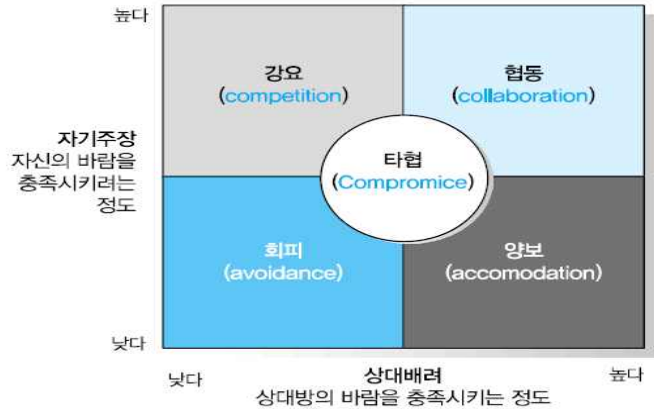 높다
강요
(competition)
협동
(collaboration)
자기주장
자신의 바람을
충족시키려는
정도
타협
(Compromice)
회피
(avoidance)
양보
(accomodation)
낮다
낮다
상대배려
높다
상대방의 바람을 충족시키는 정도